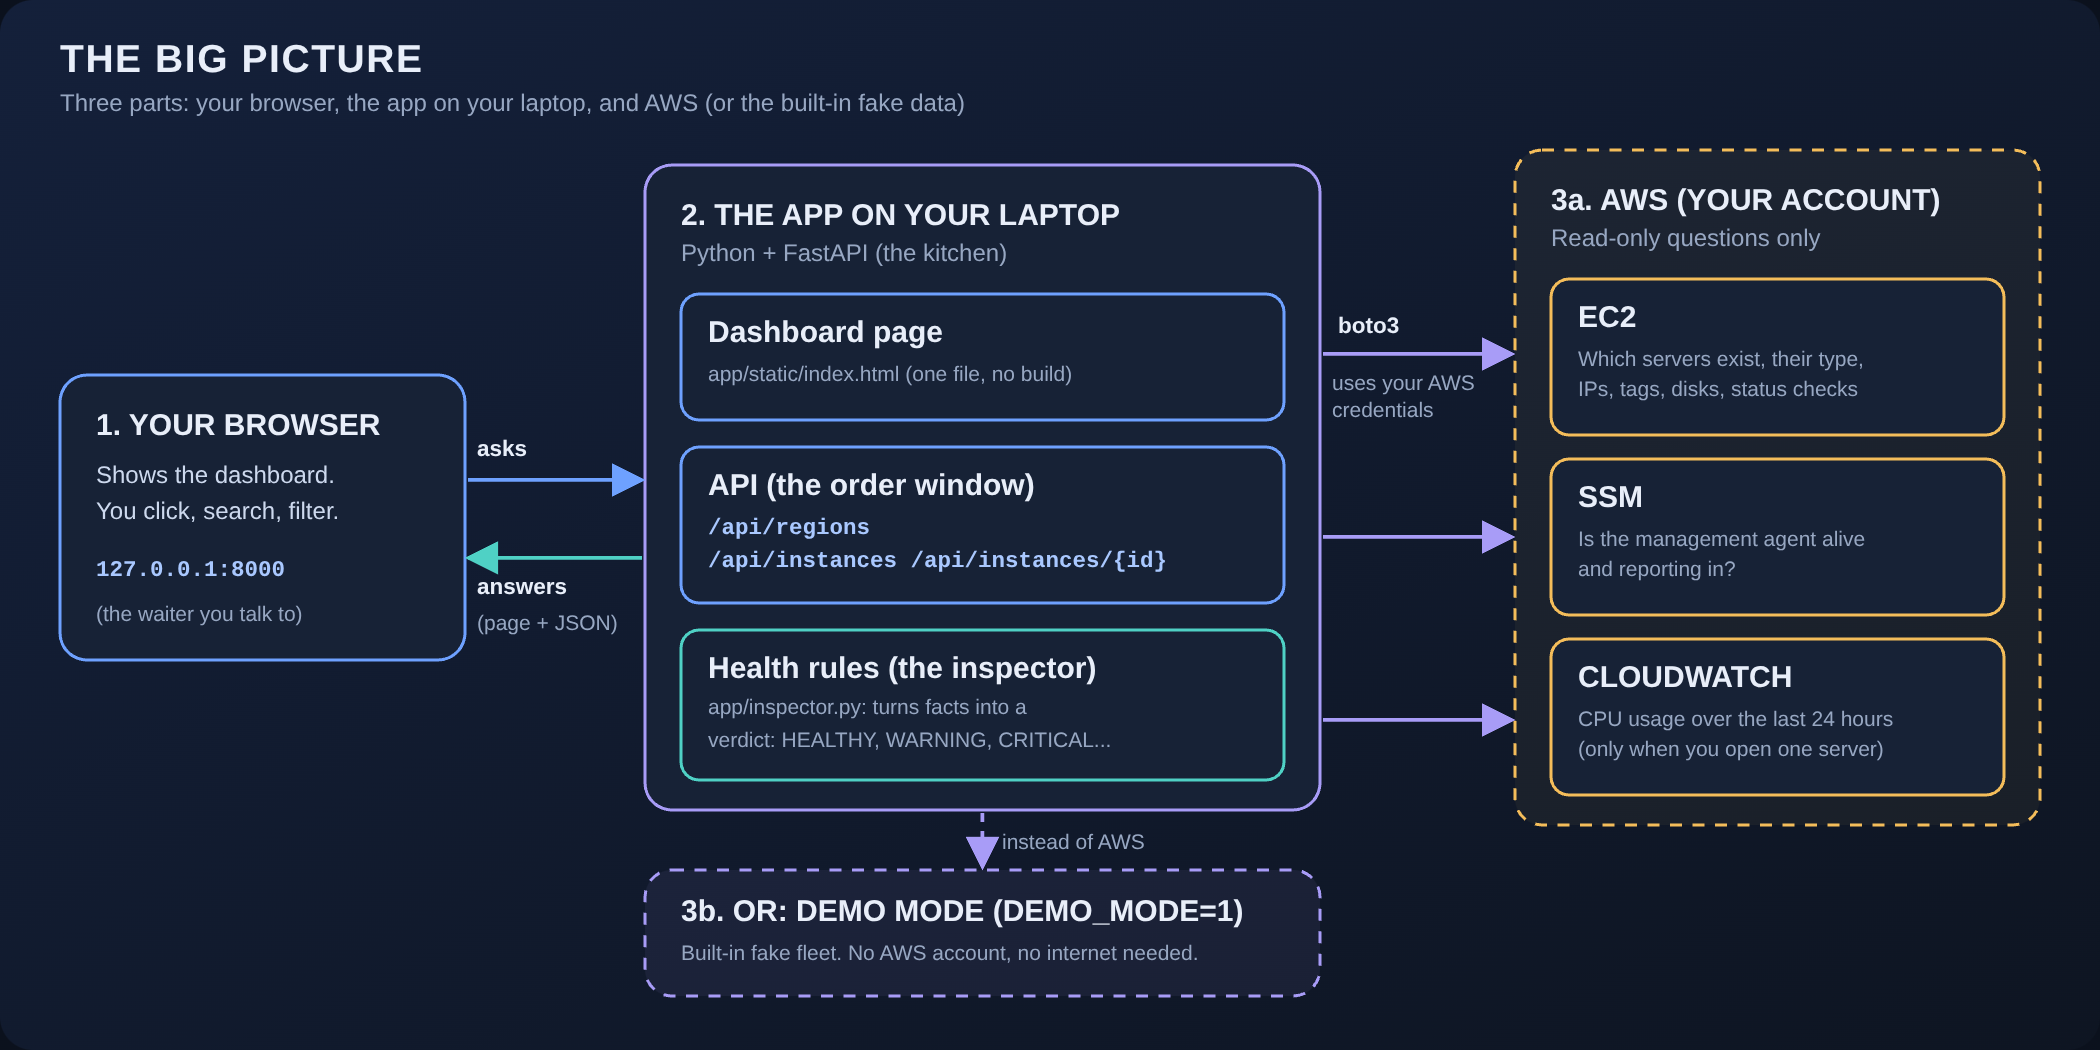 THE BIG PICTURE
Three parts: your browser, the app on your laptop, and AWS (or the built-in fake data)
1. YOUR BROWSER
Shows the dashboard.
You click, search, filter.
127.0.0.1:8000
(the waiter you talk to)
asks
answers
(page + JSON)
2. THE APP ON YOUR LAPTOP
Python + FastAPI (the kitchen)
Dashboard page
app/static/index.html (one file, no build)
API (the order window)
/api/regions
/api/instances /api/instances/{id}
Health rules (the inspector)
app/inspector.py: turns facts into a
verdict: HEALTHY, WARNING, CRITICAL...
boto3
uses your AWS
credentials
3a. AWS (YOUR ACCOUNT)
Read-only questions only
EC2
Which servers exist, their type,
IPs, tags, disks, status checks
SSM
Is the management agent alive
and reporting in?
CLOUDWATCH
CPU usage over the last 24 hours
(only when you open one server)
instead of AWS
3b. OR: DEMO MODE (DEMO_MODE=1)
Built-in fake fleet. No AWS account, no internet needed.